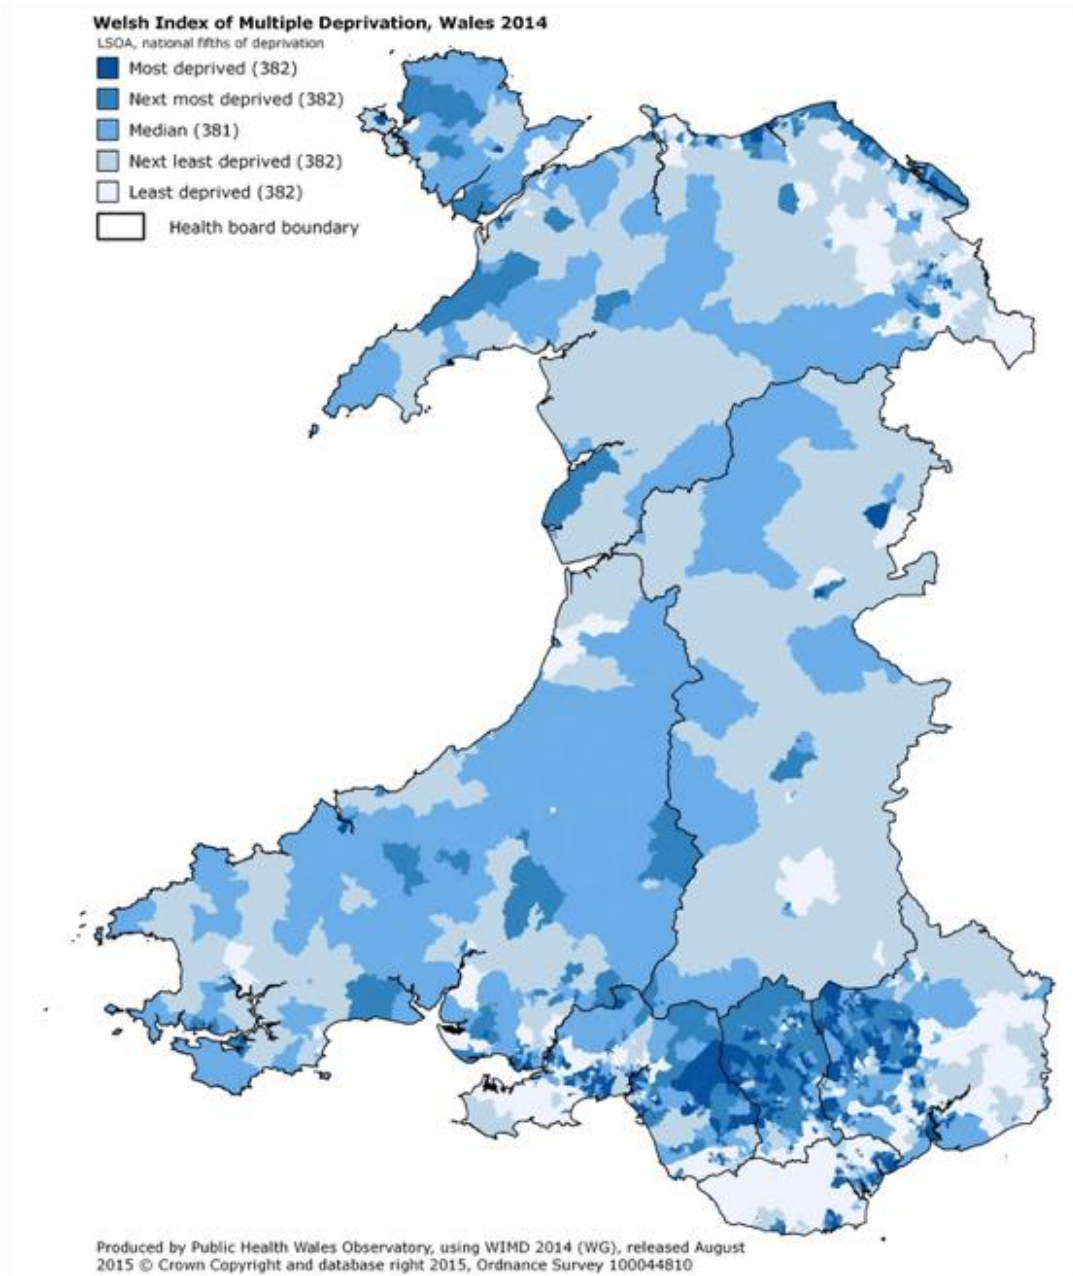 Welsh Index of Multiple Deprivation, Wales 2014
LSOA, national fifths of deprivation
Most deprived (382)
Next most deprived (382)
Median (381)
Next least deprived (382)
Least deprived (382)
Health board boundary
Produced by Public Health Wales Observatory, using WIMD 2014 (WG), released August
2015 © Crown Copyright and database right 2015, Ordnance Survey 100044810